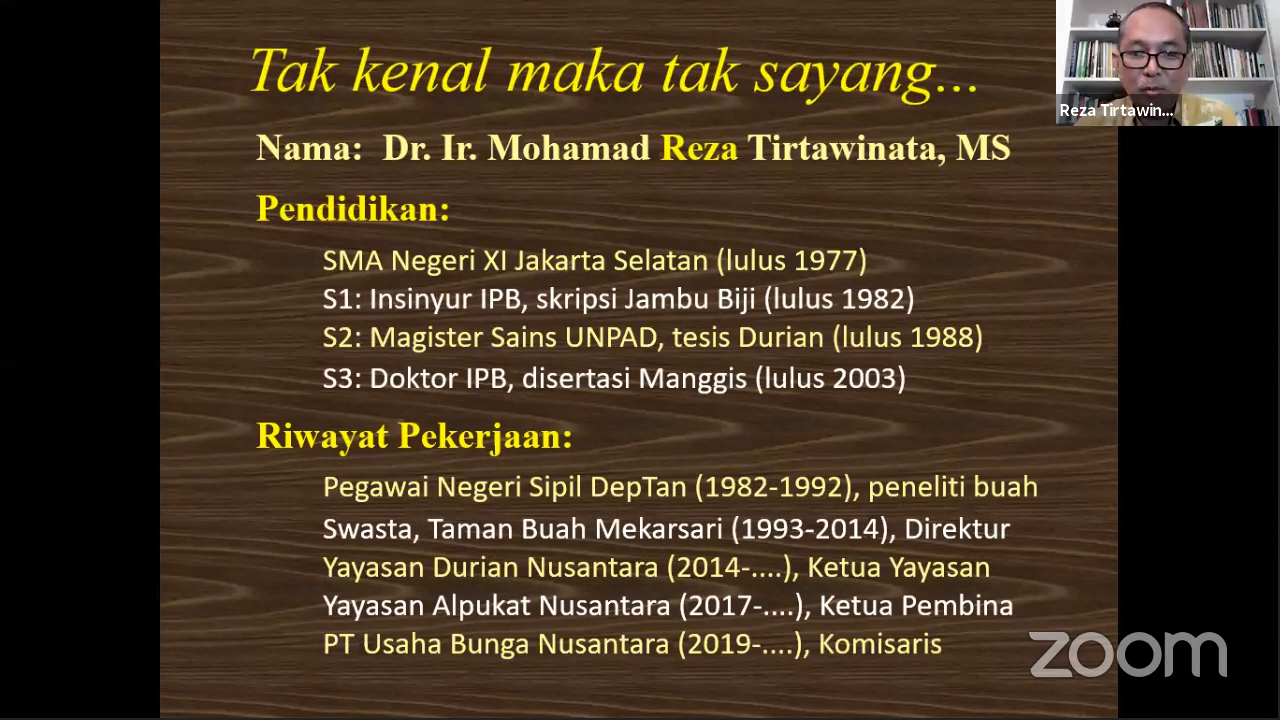 Tak kenal maka tak sayang...
Reza Tirtawin...
Nama: Dr. Ir. Mohamad Reza Tirtawinata, MS
Pendidikan:
SMA Negeri XI Jakarta Selatan (lulus 1977)
S1: Insinyur IPB, skripsi Jambu Biji (lulus 1982)
S2: Magister Sains UNPAD, tesis Durian (lulus 1988)
S3: Doktor IPB, disertasi Manggis (lulus 2003)
Riwayat Pekerjaan:
Pegawai Negeri Sipil DepTan (1982-1992), peneliti buah
Swasta, Taman Buah Mekarsari (1993-2014), Direktur
Yayasan Durian Nusantara (2014-....), Ketua Yayasan
Yayasan Alpukat Nusantara (2017-....), Ketua Pembina
PT Usaha Bunga Nusantara (2019-....), Komisaris
zoom